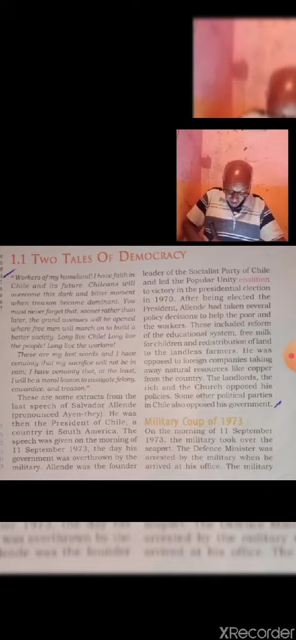 1.1 TWO TALES OF DEMOCRACY
"Workers of my homeland! I have faith in
Chile and its future. Chileans will
overcome this dark and bitter moment
when treason becomes dominant. You
must never forget that, sooner rather than
later, the grand avenues will be opened
where free men will march on to build a
better society. Long live Chile! Long live
the people! Long live the workers!
These are my last words and I have
certainty that my sacrifice will not be in
vain; I have certainty that, at the least,
I will be a moral lesson to castigate felony,
cowardice, and treason."
These are some extracts from the
last speech of Salvador Allende
(pronounced Ayen-they). He was
then the President of Chile, a
country in South America. The
speech was given on the morning of
11 September 1973, the day his
government was overthrown by the
military. Allende was the founder
leader of the Socialist Party of Chile
and led the Popular Unity coalition
to victory in the presidential election
in 1970. After being elected the
President, Allende had taken several
policy decisions to help the poor and
the workers. These included reform
of the educational system, free milk
for children and redistribution of land
to the landless farmers. He was
opposed to foreign companies taking
away natural resources like copper
from the country. The landlords, the
rich and the Church opposed his
policies. Some other political parties
in Chile also opposed his government.
Military Coup of 1973
On the morning of 11 September
1973, the military took over the
seaport. The Defence Minister was
arrested by the military when he
arrived at his office. The military
XRecorder